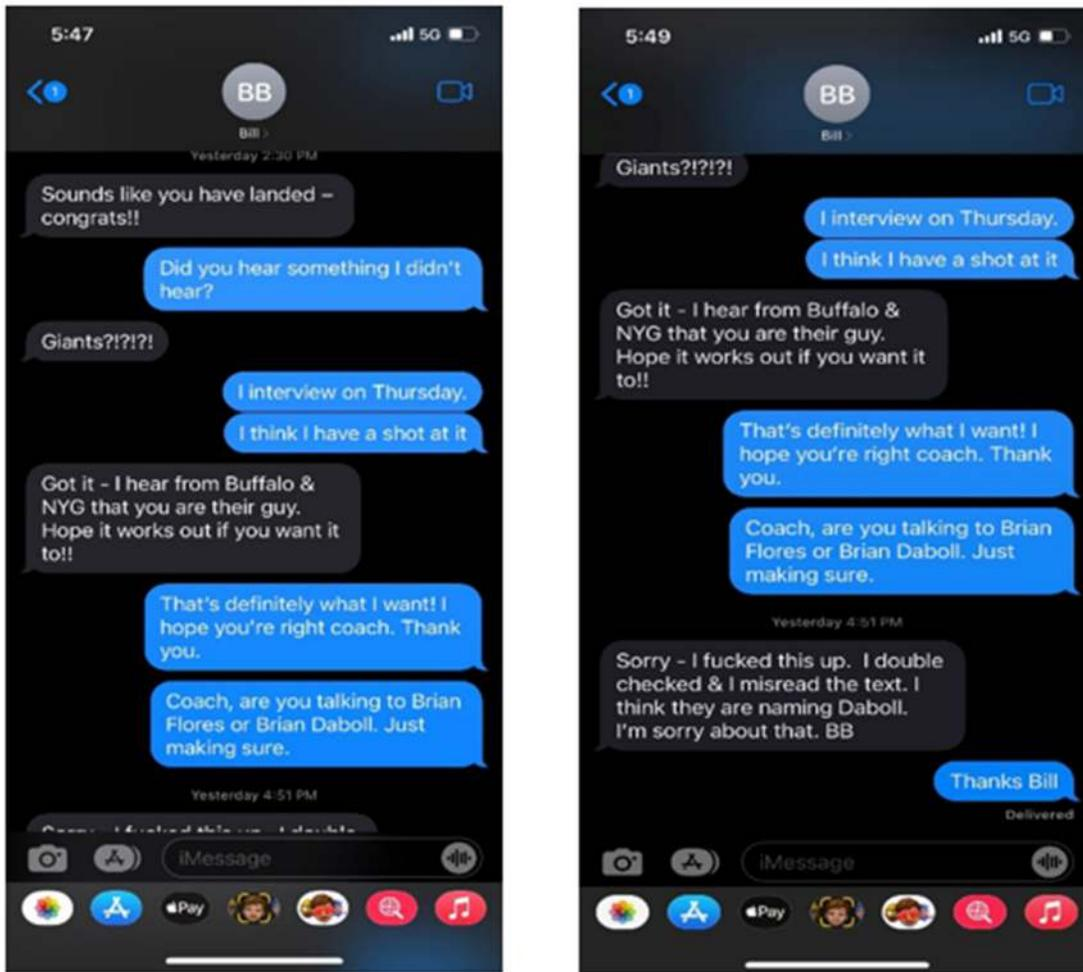 5:47
5G
1
BB
Bill
Yesterday 2:30 PM
Sounds like you have landed –
congrats!!
Did you hear something I didn't
hear?
Giants?!?!?!
I interview on Thursday.
I think I have a shot at it
Got it - I hear from Buffalo &
NYG that you are their guy.
Hope it works out if you want it
to!!
That's definitely what I want! I
hope you're right coach. Thank
you.
Coach, are you talking to Brian
Flores or Brian Daboll. Just
making sure.
Yesterday 4:51 PM
Sorry - I fucked this up. I double
iMessage
Pay
5:49
5G
1
BB
Bill
Giants?!?!?!
I interview on Thursday.
I think I have a shot at it
Got it - I hear from Buffalo &
NYG that you are their guy.
Hope it works out if you want it
to!!
That's definitely what I want! I
hope you're right coach. Thank
you.
Coach, are you talking to Brian
Flores or Brian Daboll. Just
making sure.
Yesterday 4:51 PM
Sorry - I fucked this up.  I double
checked & I misread the text. I
think they are naming Daboll.
I'm sorry about that. BB
Thanks Bill
Delivered
iMessage
Pay